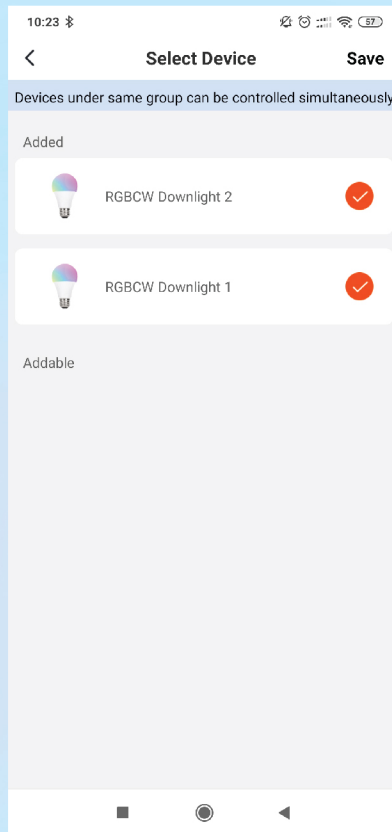 10:23
57
Select Device
Save
Devices under same group can be controlled simultaneously
Added
RGBCW Downlight 2
RGBCW Downlight 1
Addable